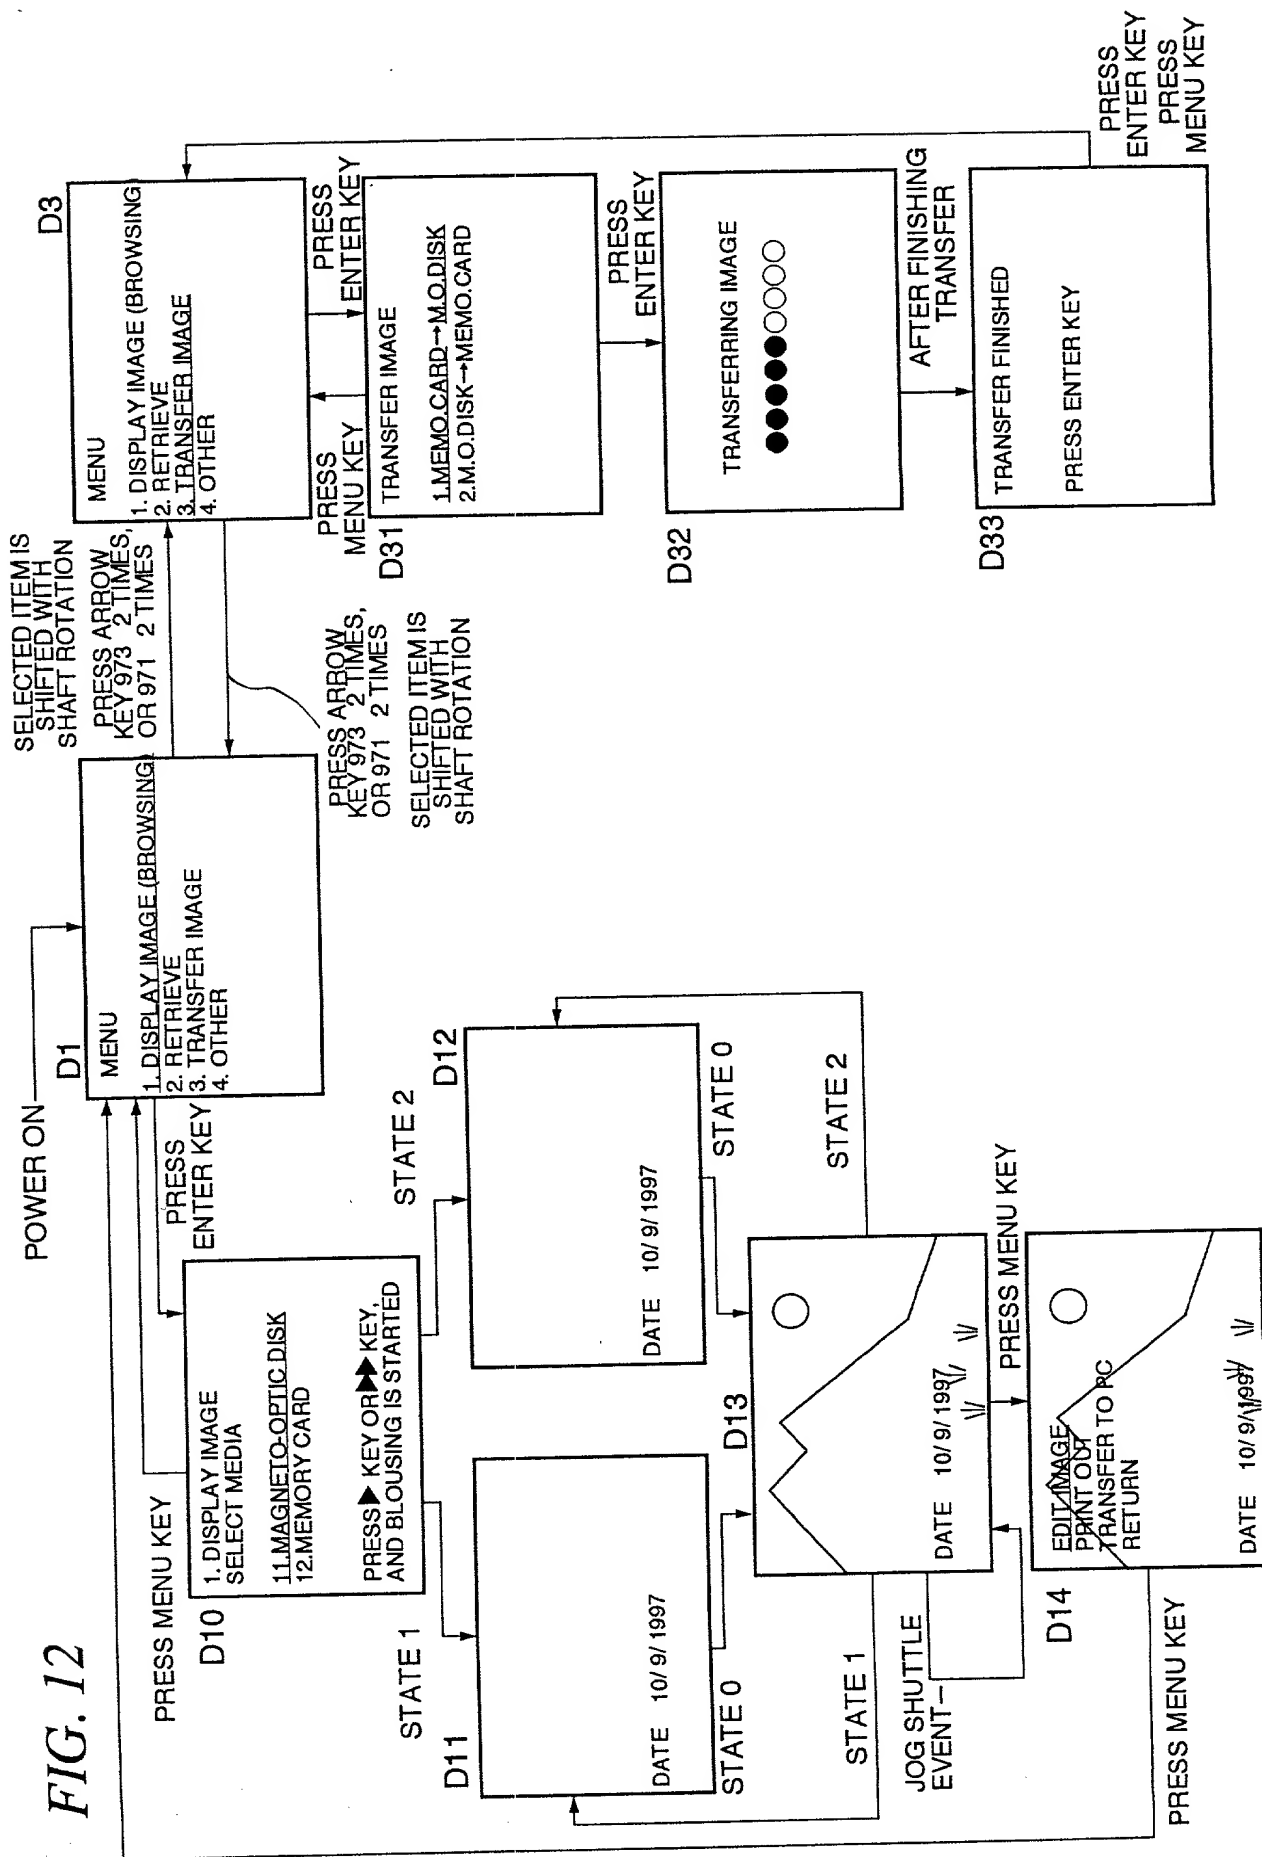 FIG. 12
POWER ON
D1
MENU
1. DISPLAY IMAGE (BROWSING)
2. RETRIEVE
3. TRANSFER IMAGE
4. OTHER
SELECTED ITEM IS
SHIFTED WITH
SHAFT ROTATION
PRESS ARROW
KEY 973 2 TIMES,
OR 971 2 TIMES
PRESS ARROW
KEY 973 2 TIMES,
OR 971 2 TIMES
SELECTED ITEM IS
SHIFTED WITH
SHAFT ROTATION
D3
MENU
1. DISPLAY IMAGE (BROWSING)
2. RETRIEVE
3. TRANSFER IMAGE
4. OTHER
PRESS
MENU KEY
PRESS
ENTER KEY
D31
TRANSFER IMAGE
1.MEMO.CARD→M.O.DISK
2.M.O.DISK→MEMO.CARD
PRESS
ENTER KEY
D32
TRANSFERRING IMAGE
AFTER FINISHING
TRANSFER
D33
TRANSFER FINISHED
PRESS ENTER KEY
PRESS
ENTER KEY
PRESS
MENU KEY
PRESS MENU KEY
PRESS
ENTER KEY
D10
1. DISPLAY IMAGE
SELECT MEDIA
11.MAGNETO-OPTIC DISK
12.MEMORY CARD
PRESS ▶ KEY OR ▶▶ KEY,
AND BLOUSING IS STARTED
STATE 1
STATE 2
D11
DATE 10/9/1997
D12
DATE 10/9/1997
STATE 0
STATE 0
D13
DATE 10/9/1997
STATE 1
STATE 2
JOG SHUTTLE
EVENT
PRESS MENU KEY
D14
EDIT IMAGE
PRINT OUT
TRANSFER TO PC
RETURN
DATE 10/9/1997
PRESS MENU KEY